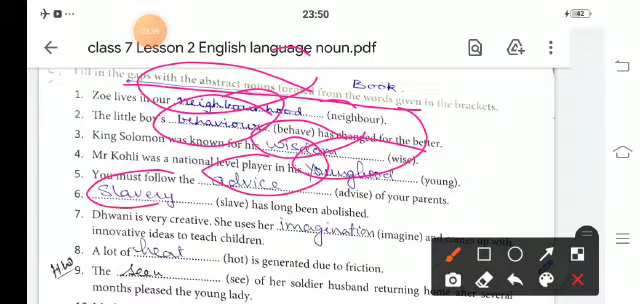 23:50
42
03:39
class 7 Lesson 2 English language noun.pdf
Fill in the gaps with the abstract nouns formed from the words given in the brackets.
Book
1. Zoe lives in our neighbourhood (neighbour).
2. The little boy's behaviour (behave) has changed for the better.
3. King Solomon was known for his wisdom (wise).
4. Mr Kohli was a national level player in his younghood (young).
5. You must follow the advice (advise) of your parents.
6. Slavery (slave) has long been abolished.
7. Dhwani is very creative. She uses her imagination (imagine) and comes up with
innovative ideas to teach children.
8. A lot of heat (hot) is generated due to friction.
HW 9. The seen (see) of her soldier husband returning home after several
months pleased the young lady.